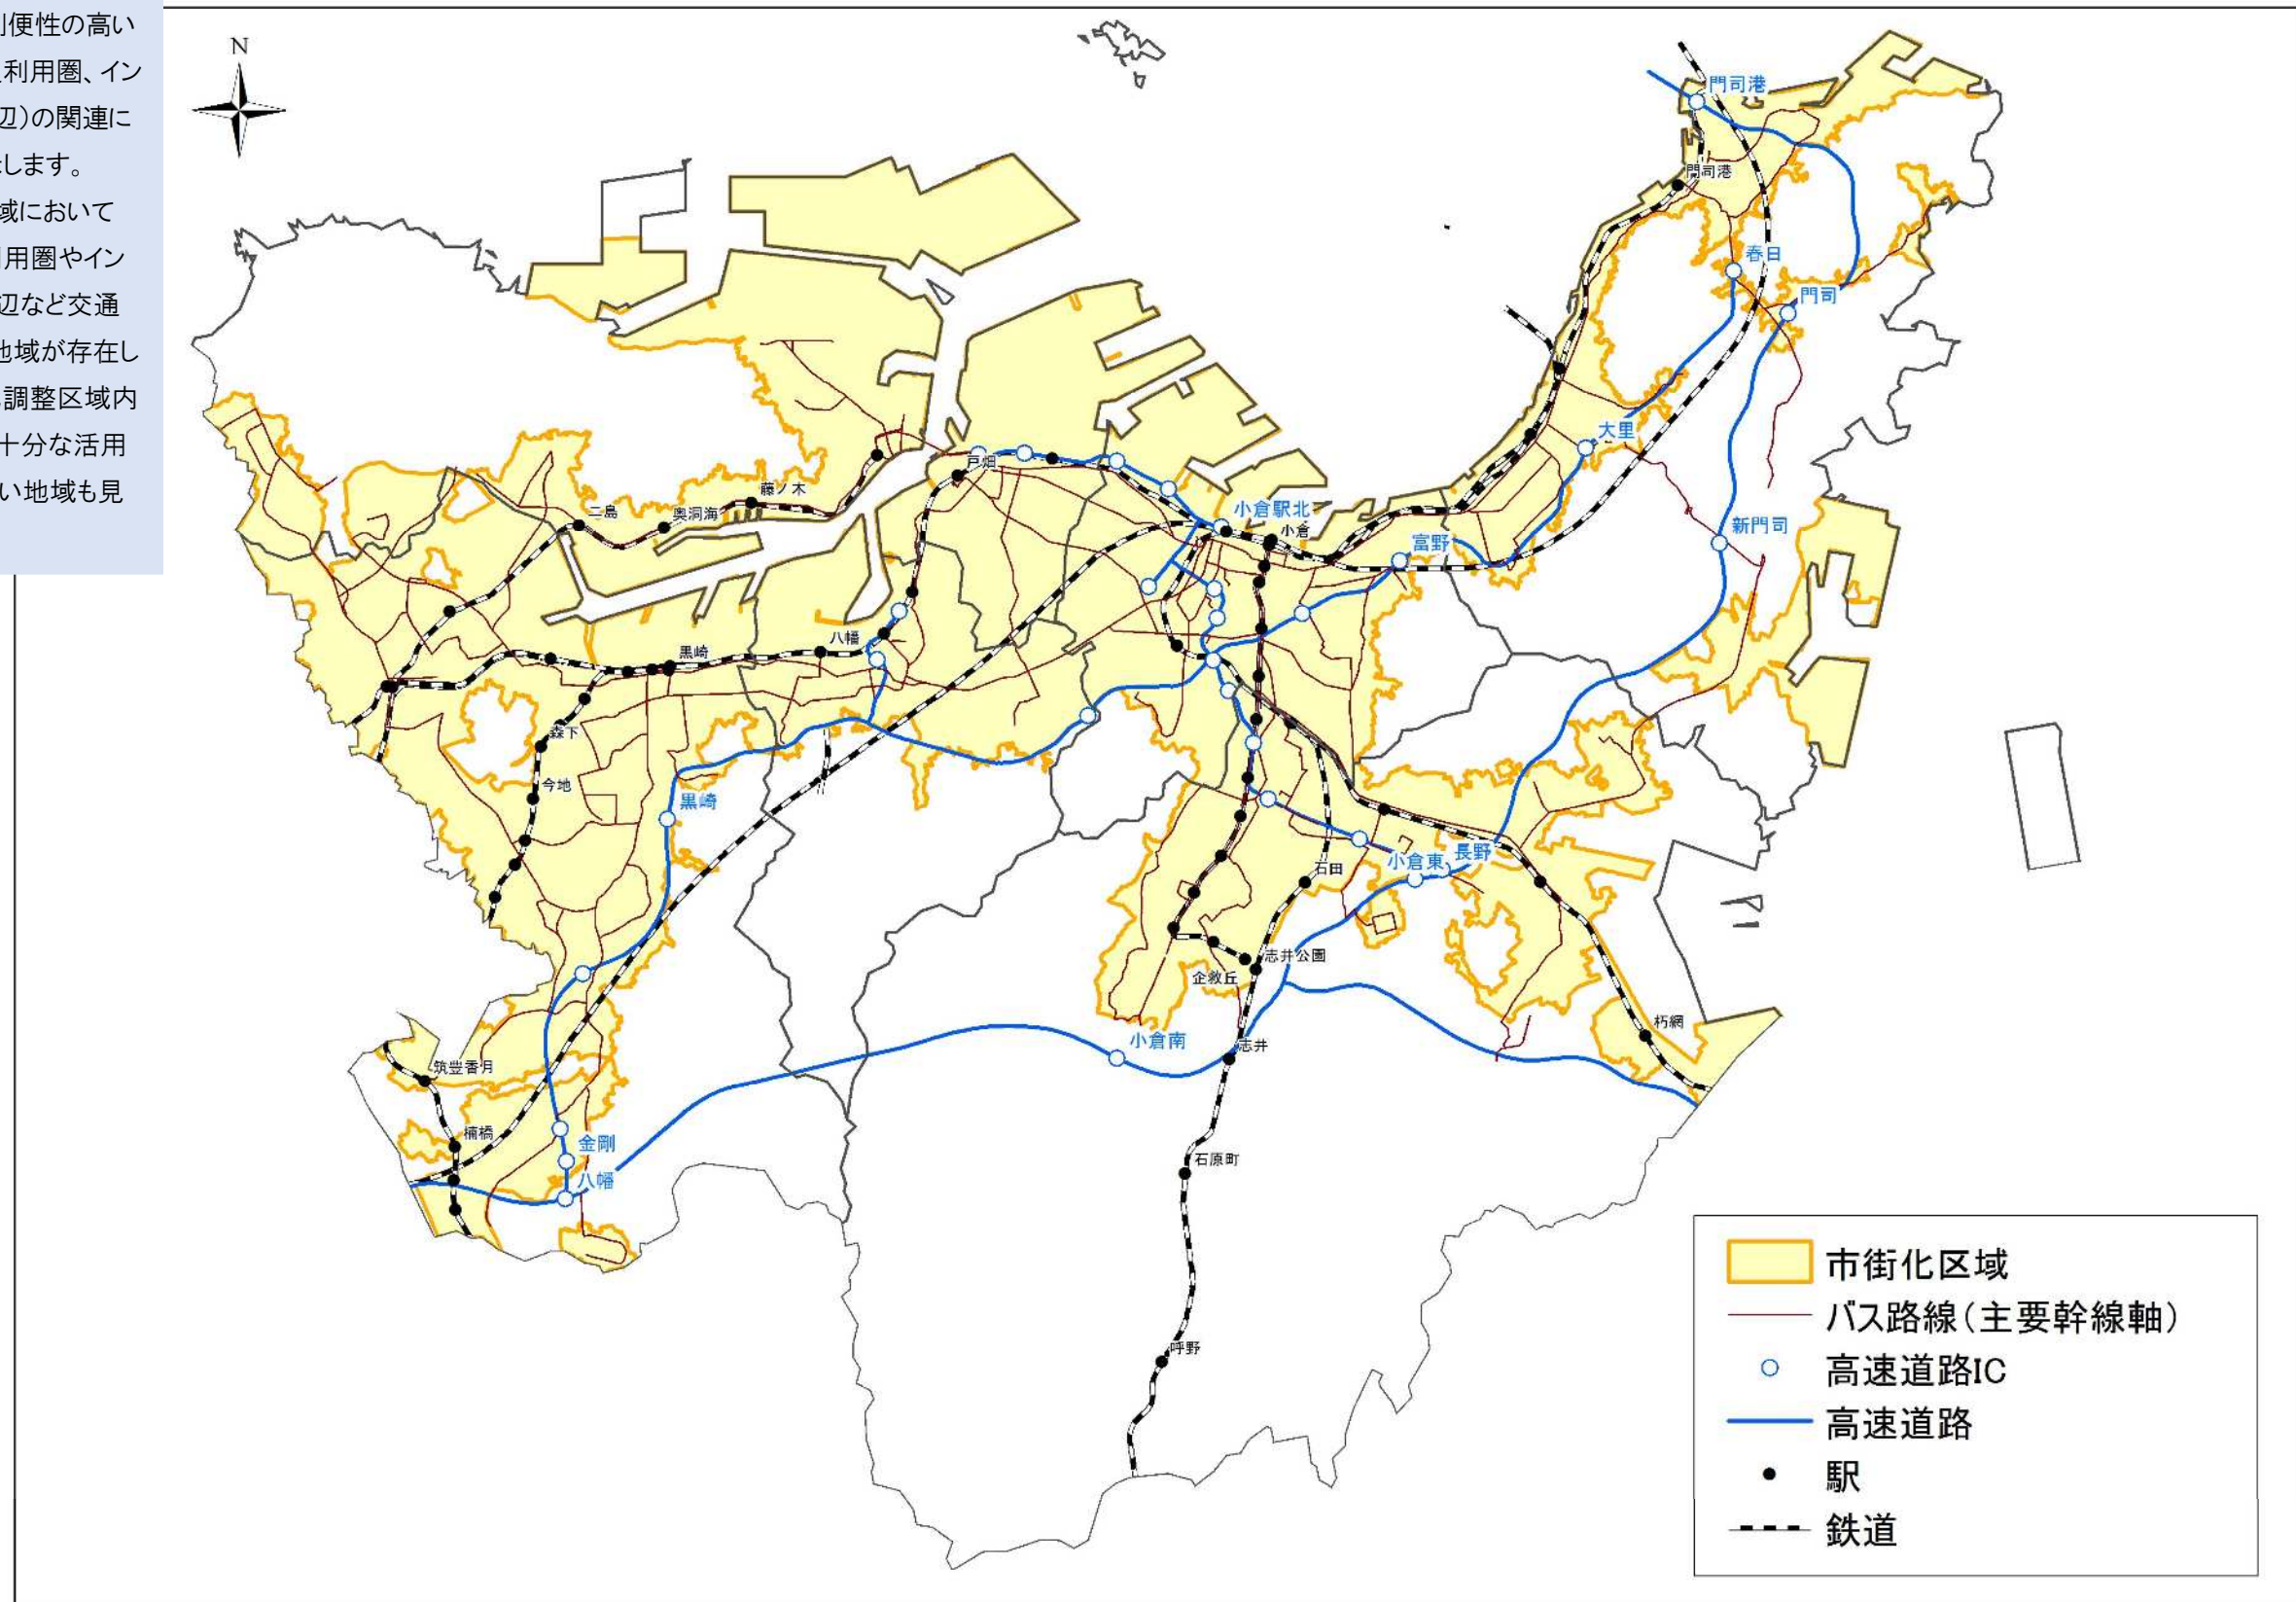 便性の高い
利用圏、イン
辺)の関連に
します。
域において
用圏やイン
辺など交通
地域が存在し
調整区域内
十分な活用
い地域も見
N
門司港
門司港
春日
門司
大里
戸畑
藤ノ木
二島
奥洞海
小倉駅北
小倉
富野
新門司
八幡
黒崎
森下
今地
黒崎
小倉東
長野
石田
志井公園
企救丘
朽網
小倉南
志井
筑豊香月
楠橋
金剛
八幡
石原町
呼野
市街化区域
バス路線(主要幹線軸)
高速道路IC
高速道路
駅
鉄道